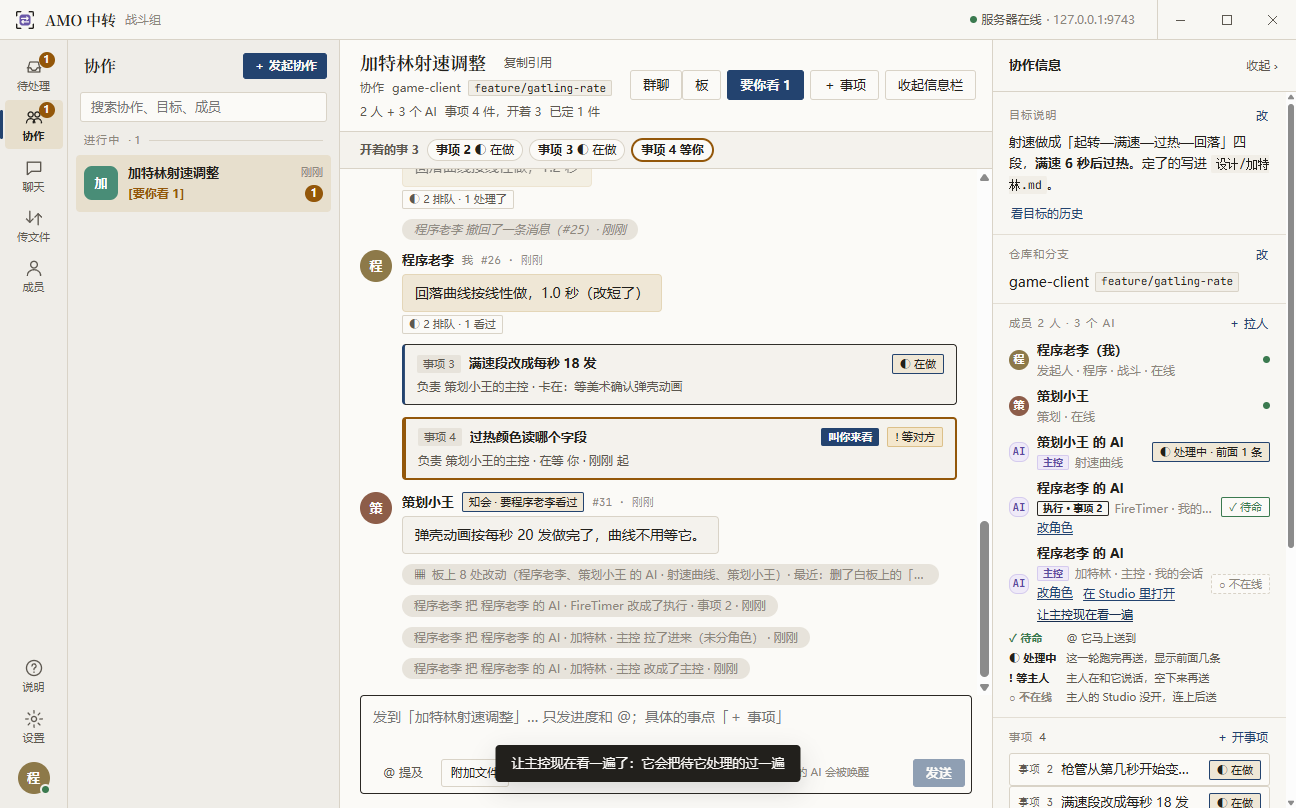 AMO 中转 战斗组
服务器在线 · 127.0.0.1:9743
1
待处理
1
协作
聊天
传文件
成员
说明
设置
程
协作
+ 发起协作
搜索协作、目标、成员
进行中 · 1
加
加特林射速调整
刚刚
[要你看 1]
1
加特林射速调整 复制引用
协作 game-client feature/gatling-rate
2 人 + 3 个 AI 事项 4 件，开着 3 已定 1 件
群聊
板
要你看 1
+ 事项
收起信息栏
开着的事 3
事项 2 ◐ 在做
事项 3 ◐ 在做
事项 4 等你
◐ 2 排队 · 1 处理了
程序老李 撤回了一条消息（#25）· 刚刚
程
程序老李 我 #26 · 刚刚
回落曲线按线性做，1.0 秒（改短了）
◐ 2 排队 · 1 看过
事项 3 满速段改成每秒 18 发
◐ 在做
负责 策划小王的主控 · 卡在：等美术确认弹壳动画
事项 4 过热颜色读哪个字段
叫你来看
! 等对方
负责 策划小王的主控 · 在等 你 · 刚刚 起
策
策划小王 知会 · 要程序老李看过 #31 · 刚刚
弹壳动画按每秒 20 发做完了，曲线不用等它。
▦ 板上 8 处改动（程序老李、策划小王 的 AI · 射速曲线、策划小王）· 最近：删了白板上的「…
程序老李 把 程序老李 的 AI · FireTimer 改成了执行 · 事项 2 · 刚刚
程序老李 把 程序老李 的 AI · 加特林 · 主控 拉了进来（未分角色） · 刚刚
程序老李 把 程序老李 的 AI · 加特林 · 主控 改成了主控 · 刚刚
发到「加特林射速调整」… 只发进度和 @；具体的事点「＋ 事项」
@ 提及
附加文件
AI 会被唤醒
发送
让主控现在看一遍了：它会把待它处理的过一遍
协作信息
收起 ›
目标说明
改
射速做成「起转—满速—过热—回落」四
段，满速 6 秒后过热。定了的写进 设计/加特
林.md 。
看目标的历史
仓库和分支
改
game-client feature/gatling-rate
成员 2 人 · 3 个 AI
+ 拉人
程
程序老李（我）
发起人 · 程序 · 战斗 · 在线
策
策划小王
策划 · 在线
AI
策划小王 的 AI
主控 射速曲线
◐ 处理中 · 前面 1 条
AI
程序老李 的 AI
执行 • 事项 2 FireTimer · 我的...
✓ 待命
改角色
AI
程序老李 的 AI
主控 加特林 · 主控 · 我的会话
○ 不在线
改角色 在 Studio 里打开
让主控现在看一遍
✓ 待命 @ 它马上送到
◐ 处理中 这一轮跑完再送，显示前面几条
! 等主人 主人在和它说话，空下来再送
○ 不在线 主人的 Studio 没开，连上后送
事项 4
+ 开事项
事项 2 枪管从第几秒开始变...
◐ 在做
事项 3 满速段改成每秒 18 发
◐ 在做